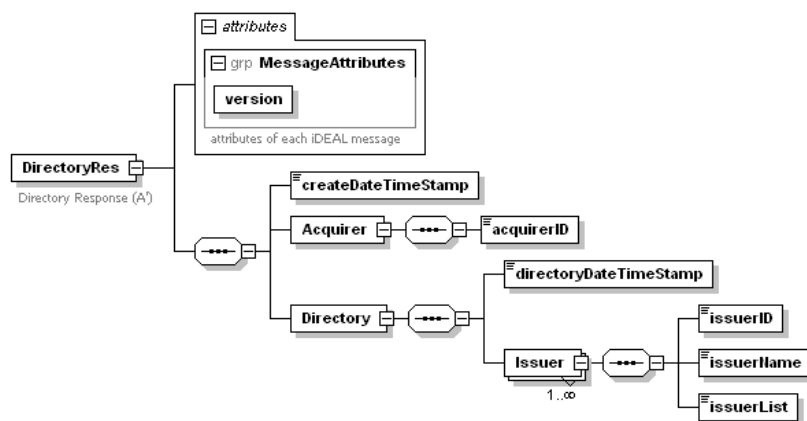 attributes
grp MessageAttributes
version
attributes of each iDEAL message
DirectoryRes
Directory Response (A')
createDateTimeStamp
Acquirer
acquirerID
directoryDateTimeStamp
Directory
issuerID
Issuer
issuerName
1..∞
issuerList